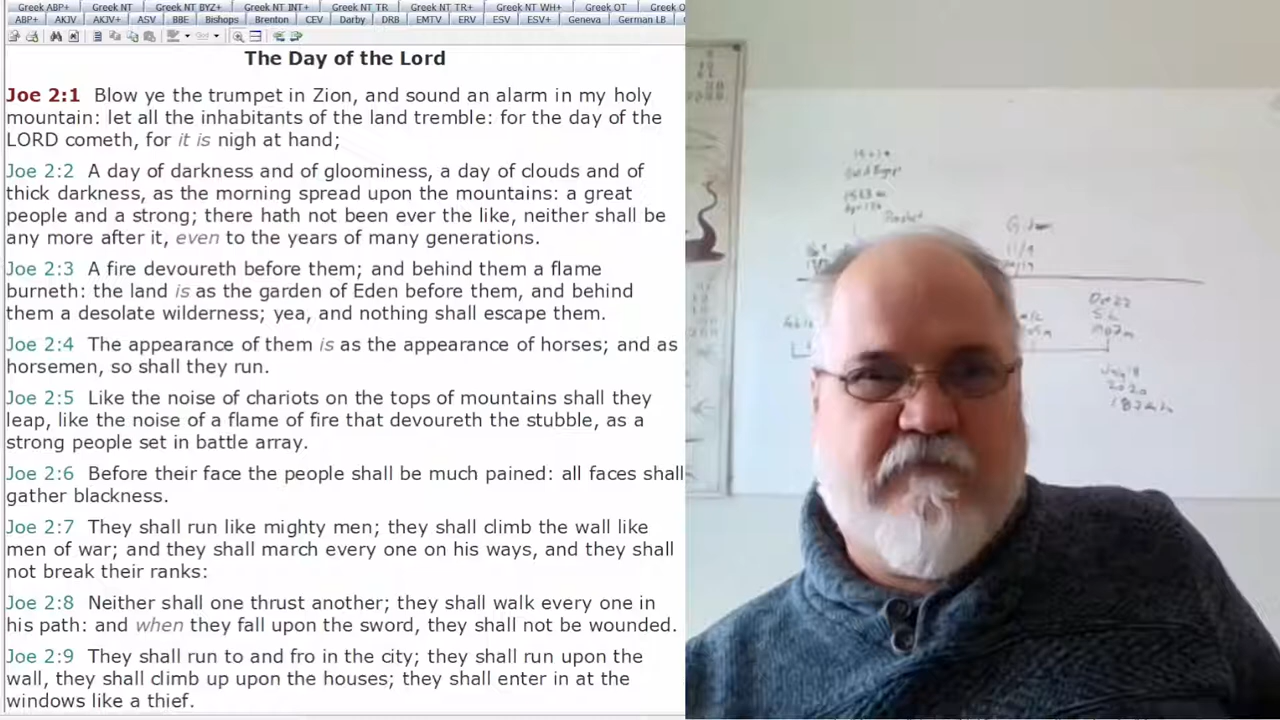 Greek ABP+ Greek NT Greek NT BYZ+ Greek NT INT+ Greek NT TR Greek NT TR+ Greek NT WH+ Greek OT Greek O
ABP+ AKJV AKJV+ ASV BBE Bishops Brenton CEV Darby DRB EMTV ERV ESV ESV+ Geneva German LB
The Day of the Lord
Joe 2:1 Blow ye the trumpet in Zion, and sound an alarm in my holy
mountain: let all the inhabitants of the land tremble: for the day of the
LORD cometh, for it is nigh at hand;
Joe 2:2 A day of darkness and of gloominess, a day of clouds and of
thick darkness, as the morning spread upon the mountains: a great
people and a strong; there hath not been ever the like, neither shall be
any more after it, even to the years of many generations.
Joe 2:3 A fire devoureth before them; and behind them a flame
burneth: the land is as the garden of Eden before them, and behind
them a desolate wilderness; yea, and nothing shall escape them.
Joe 2:4 The appearance of them is as the appearance of horses; and as
horsemen, so shall they run.
Joe 2:5 Like the noise of chariots on the tops of mountains shall they
leap, like the noise of a flame of fire that devoureth the stubble, as a
strong people set in battle array.
Joe 2:6 Before their face the people shall be much pained: all faces shall
gather blackness.
Joe 2:7 They shall run like mighty men; they shall climb the wall like
men of war; and they shall march every one on his ways, and they shall
not break their ranks:
Joe 2:8 Neither shall one thrust another; they shall walk every one in
his path: and when they fall upon the sword, they shall not be wounded.
Joe 2:9 They shall run to and fro in the city; they shall run upon the
wall, they shall climb up upon the houses; they shall enter in at the
windows like a thief.
11/9
Oct 22
July 18
2020